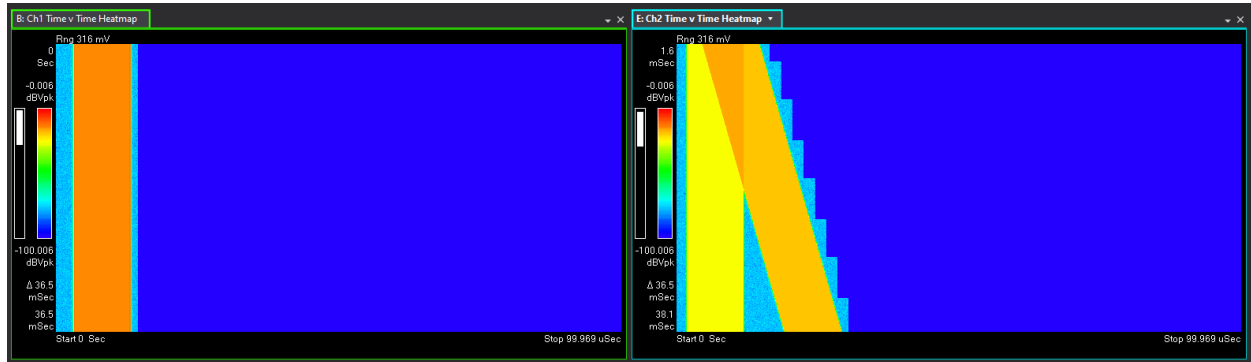 B: Ch1 Time v Time Heatmap
Rng 316 mV
0
Sec
-0.006
dBVpk
-100.006
dBVpk
Δ 36.5
mSec
36.5
mSec
Start 0 Sec
Stop 99.969 uSec
E: Ch2 Time v Time Heatmap
Rng 316 mV
1.6
mSec
-0.006
dBVpk
-100.006
dBVpk
Δ 36.5
mSec
38.1
mSec
Start 0 Sec
Stop 99.969 uSec